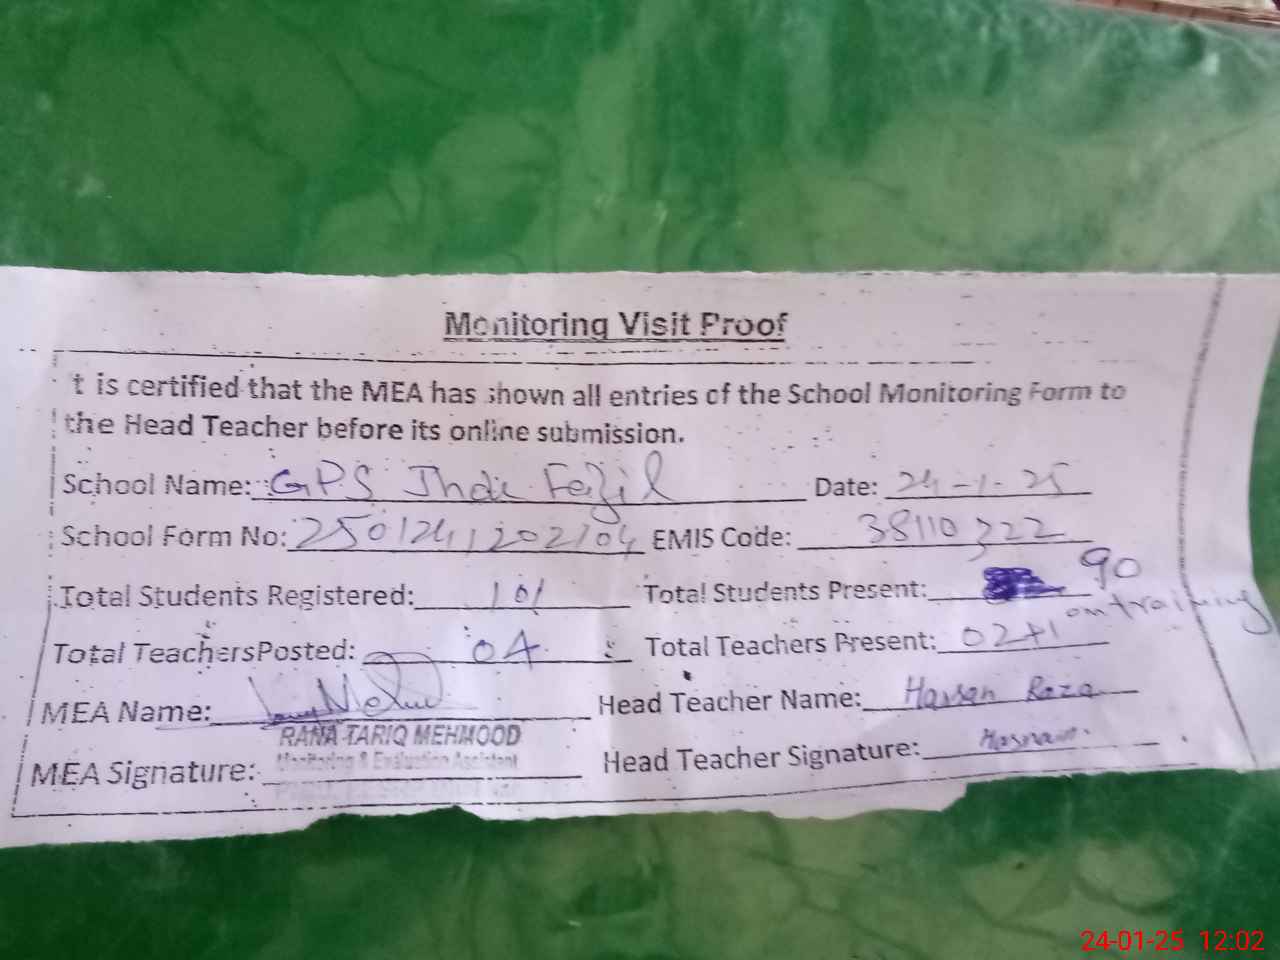 Monitoring Visit Proof
t is certified that the MEA has shown all entries of the School Monitoring Form to
the Head Teacher before its online submission.
School Name: GPS Date: 24-1-25
School Form No: EMIS Code: 38110322
Total Students Registered: 101 Total Students Present: 90
Total Teachers Posted: 04 Total Teachers Present: 02+1 on training
MEA Name: Head Teacher Name: Hassan Raza
RANA TARIQ MEHMOOD
Monitoring & Evaluation Assistant
MEA Signature: Head Teacher Signature:
24-01-25 12:02